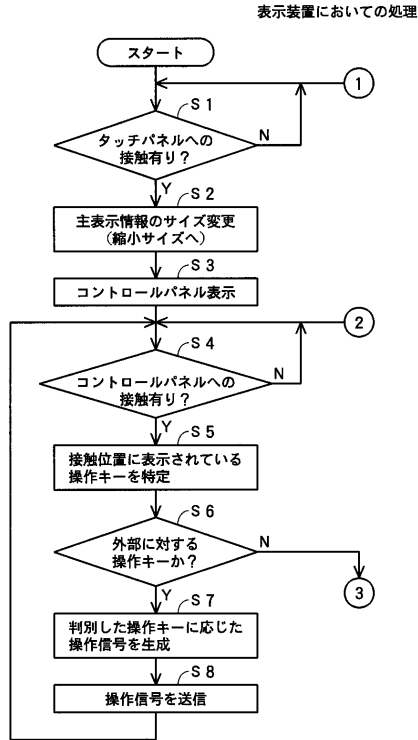 表示装置においての処理
スタート
1
S1
タッチパネルへの
接触有り？
N
Y
S2
主表示情報のサイズ変更
（縮小サイズへ）
S3
コントロールパネル表示
2
S4
コントロールパネルへの
接触有り？
N
Y
S5
接触位置に表示されている
操作キーを特定
S6
外部に対する
操作キーか？
N
3
Y
S7
判別した操作キーに応じた
操作信号を生成
S8
操作信号を送信